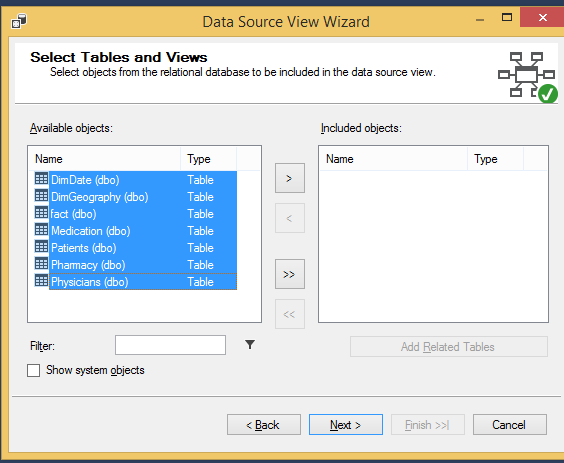 Data Source View Wizard
Select Tables and Views
Select objects from the relational database to be included in the data source view.
Available objects:
Included objects:
Name Type
Name Type
DimDate (dbo) Table
DimGeography (dbo) Table
fact (dbo) Table
Medication (dbo) Table
Patients (dbo) Table
Pharmacy (dbo) Table
Physicians (dbo) Table
>
<
>>
<<
Filter:
Add Related Tables
Show system objects
< Back
Next >
Finish >>|
Cancel